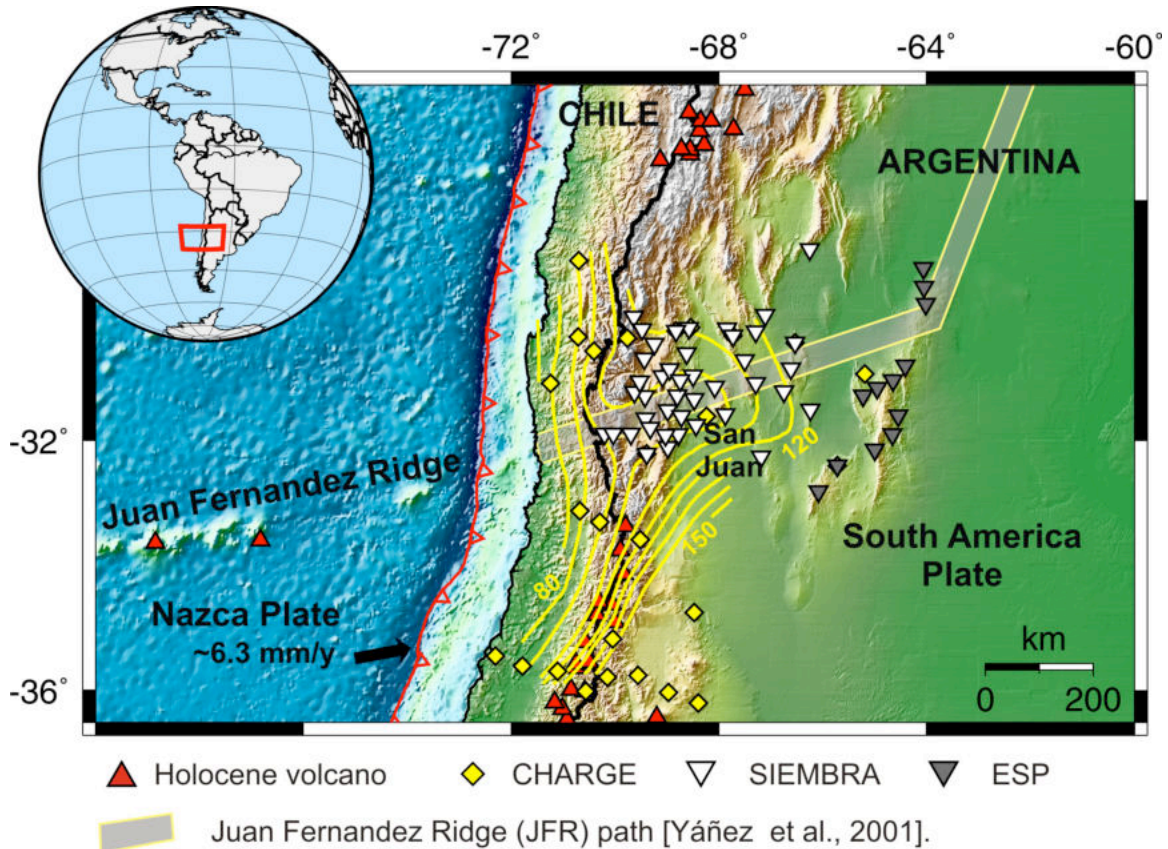 -72° -68° -64° -60°
CHILE
ARGENTINA
-32°
San
Juan
120
Juan Fernandez Ridge
150
South America
Plate
80
Nazca Plate
~6.3 mm/y
km
-36°
0 200
Holocene volcano CHARGE SIEMBRA ESP
Juan Fernandez Ridge (JFR) path [Yáñez et al., 2001].